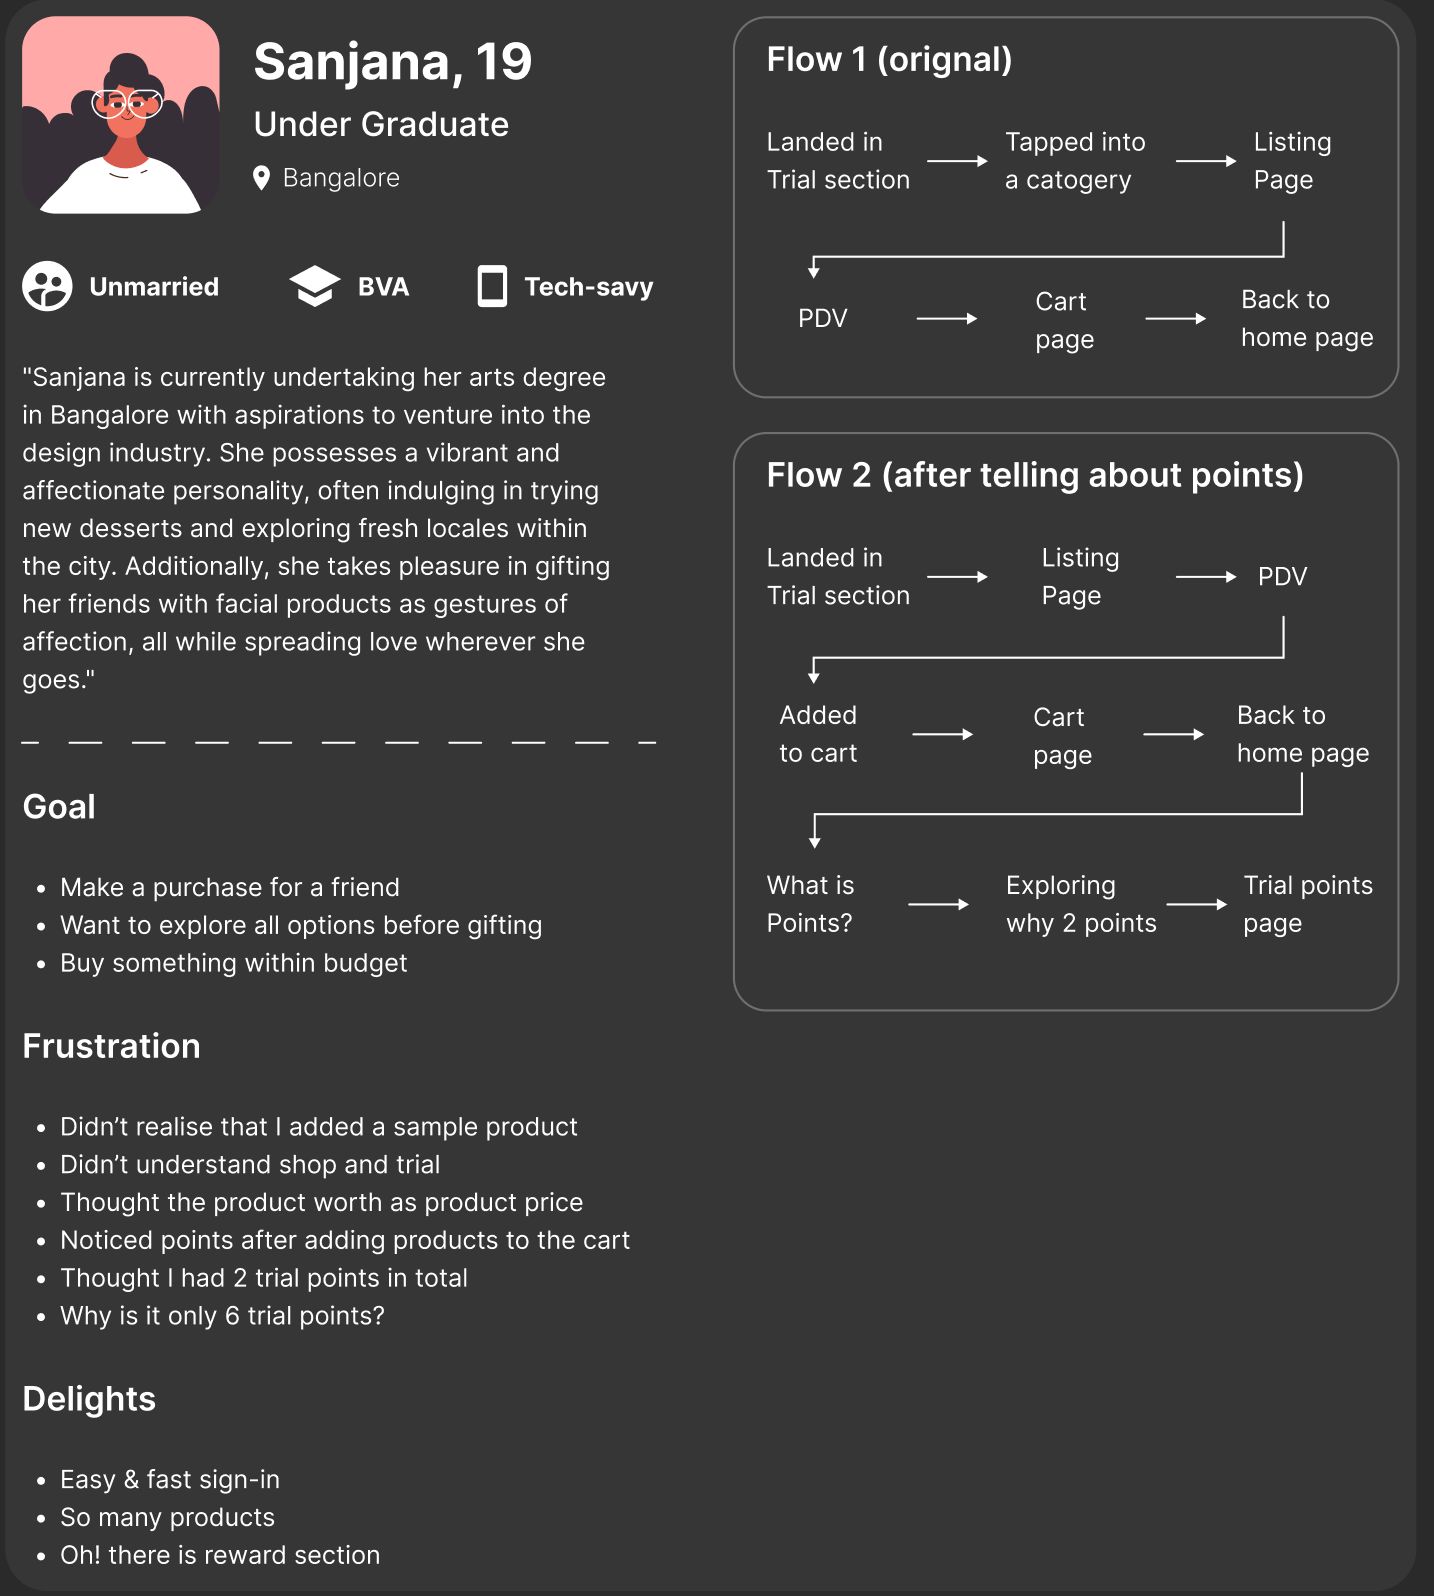 Sanjana, 19
Under Graduate
Bangalore
Unmarried
BVA
Tech-savy
"Sanjana is currently undertaking her arts degree
in Bangalore with aspirations to venture into the
design industry. She possesses a vibrant and
affectionate personality, often indulging in trying
new desserts and exploring fresh locales within
the city. Additionally, she takes pleasure in gifting
her friends with facial products as gestures of
affection, all while spreading love wherever she
goes."
Goal
• Make a purchase for a friend
• Want to explore all options before gifting
• Buy something within budget
Frustration
• Didn’t realise that I added a sample product
• Didn’t understand shop and trial
• Thought the product worth as product price
• Noticed points after adding products to the cart
• Thought I had 2 trial points in total
• Why is it only 6 trial points?
Delights
• Easy & fast sign-in
• So many products
• Oh! there is reward section
Flow 1 (orignal)
Landed in
Trial section
Tapped into
a catogery
Listing
Page
PDV
Cart
page
Back to
home page
Flow 2 (after telling about points)
Landed in
Trial section
Listing
Page
PDV
Added
to cart
Cart
page
Back to
home page
What is
Points?
Exploring
why 2 points
Trial points
page